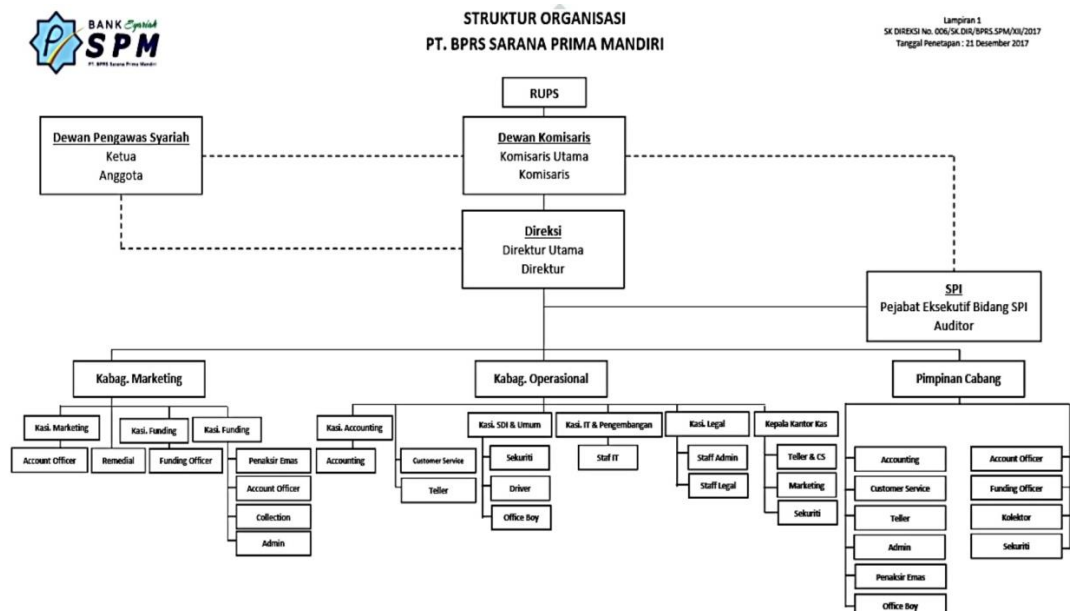 BANK Syariah
SPM
PT. BPRS Sarana Prima Mandiri
STRUKTUR ORGANISASI
PT. BPRS SARANA PRIMA MANDIRI
Lampiran 1
SK DIREKSI No. 006/SK.DIR/BPRS.SPM/XII/2017
Tanggal Penetapan : 21 Desember 2017
RUPS
Dewan Pengawas Syariah
Ketua
Anggota
Dewan Komisaris
Komisaris Utama
Komisaris
Direksi
Direktur Utama
Direktur
SPI
Pejabat Eksekutif Bidang SPI
Auditor
Kabag. Marketing
Kabag. Operasional
Pimpinan Cabang
Kasi. Marketing
Kasi. Funding
Kasi. Funding
Account Officer
Remedial
Funding Officer
Penaksir Emas
Account Officer
Collection
Admin
Kasi. Accounting
Accounting
Customer Service
Teller
Kasi. SDI & Umum
Sekuriti
Driver
Office Boy
Kasi. IT & Pengembangan
Staf IT
Kasi. Legal
Staff Admin
Staff Legal
Kepala Kantor Kas
Teller & CS
Marketing
Sekuriti
Accounting
Customer Service
Teller
Admin
Penaksir Emas
Office Boy
Account Officer
Funding Officer
Kolektor
Sekuriti